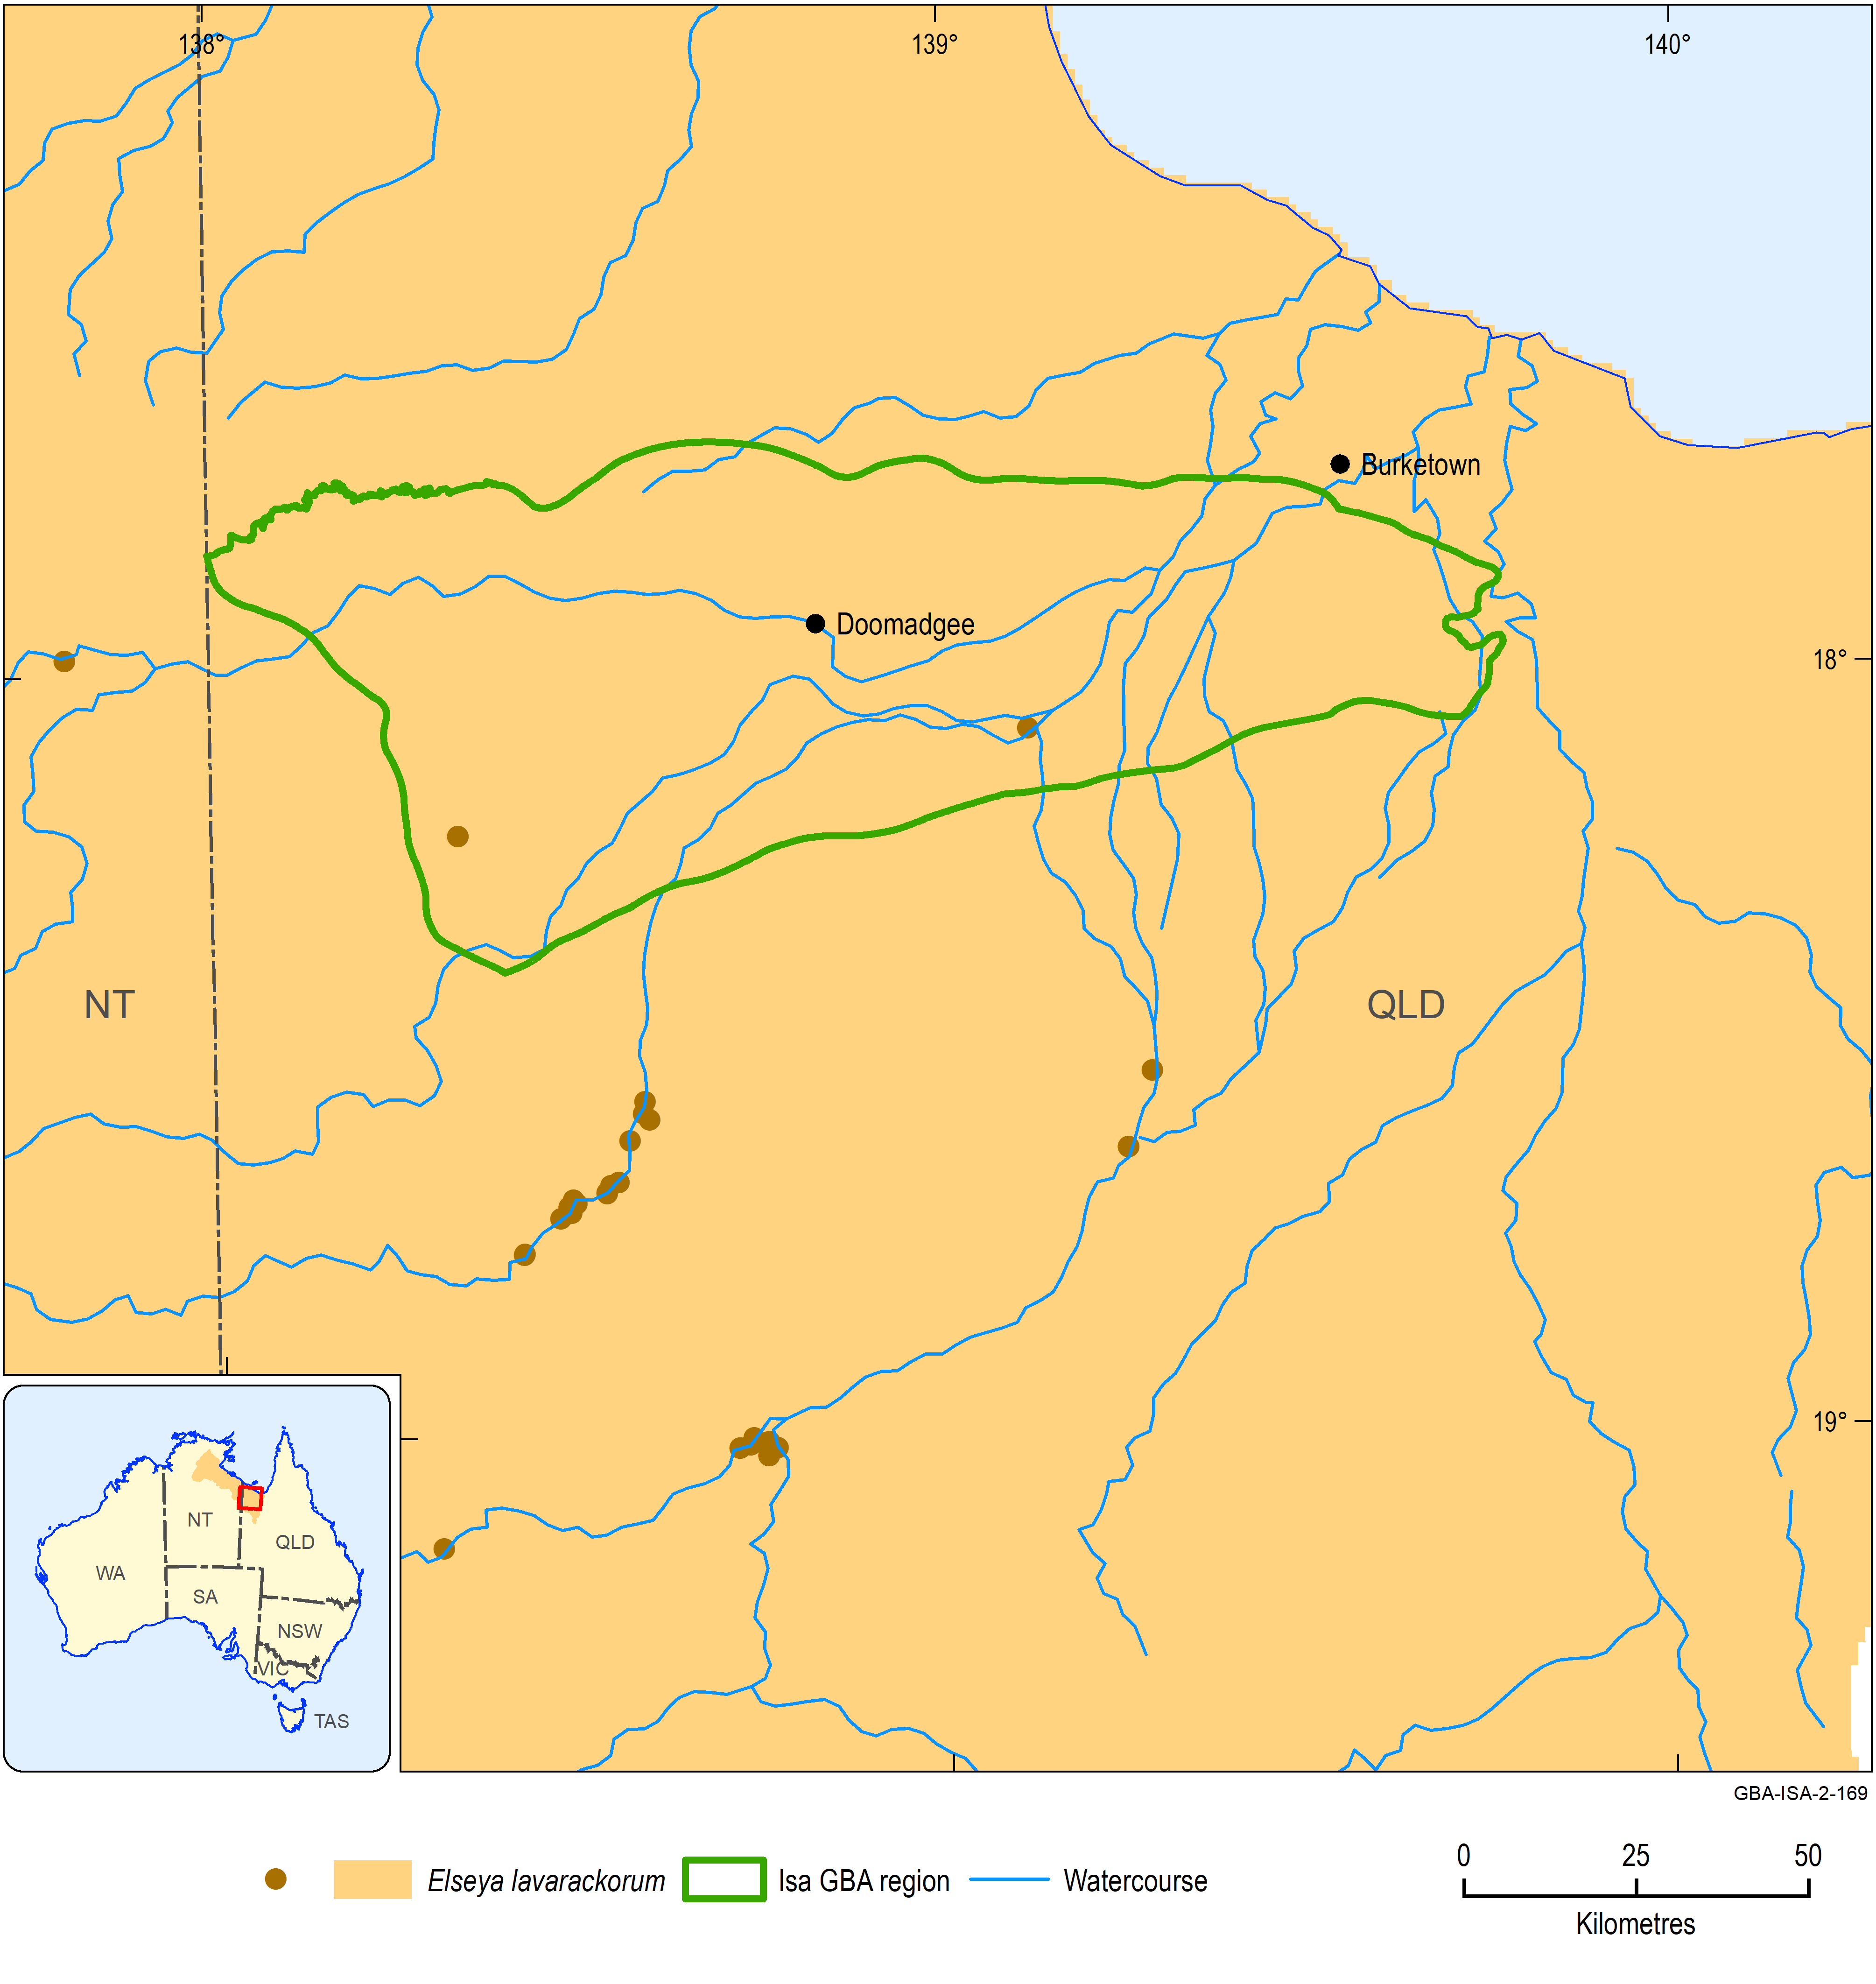 138°
139°
140°
Burketown
Doomadgee
18°
NT
QLD
19°
NT
QLD
WA
SA
NSW
VIC
TAS
GBA-ISA-2-169
Elseya lavarackorum
Isa GBA region
Watercourse
0 25 50
Kilometres